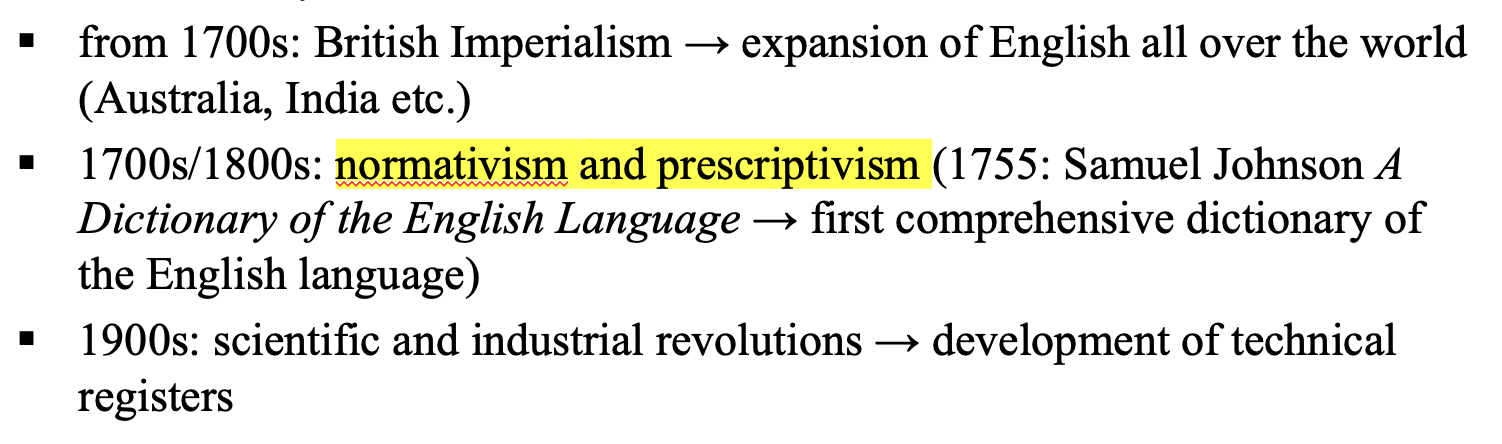 ▪ from 1700s: British Imperialism → expansion of English all over the world
(Australia, India etc.)
▪ 1700s/1800s: normativism and prescriptivism (1755: Samuel Johnson A
Dictionary of the English Language → first comprehensive dictionary of
the English language)
▪ 1900s: scientific and industrial revolutions → development of technical
registers